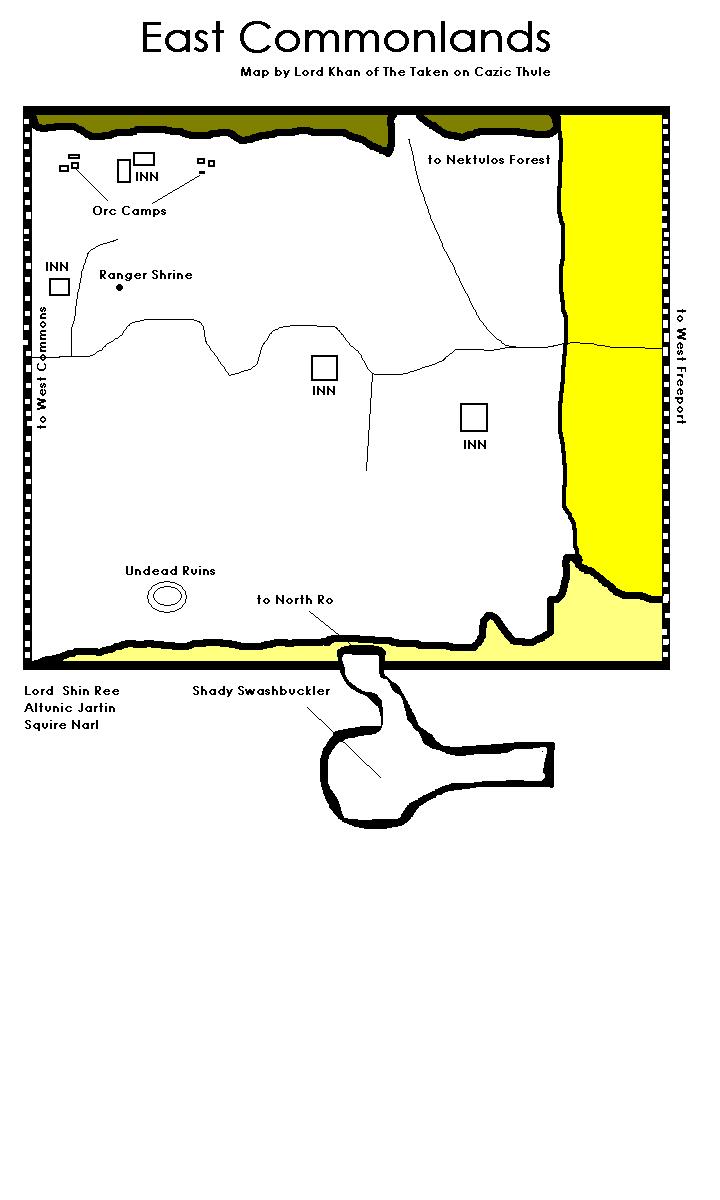 East Commonlands
Map by Lord Khan of The Taken on Cazic Thule
to Nektulos Forest
INN
Orc Camps
INN
Ranger Shrine
to West Commons
to West Freeport
INN
INN
Undead Ruins
to North Ro
Lord Shin Ree
Altunic Jartin
Squire Narl
Shady Swashbuckler